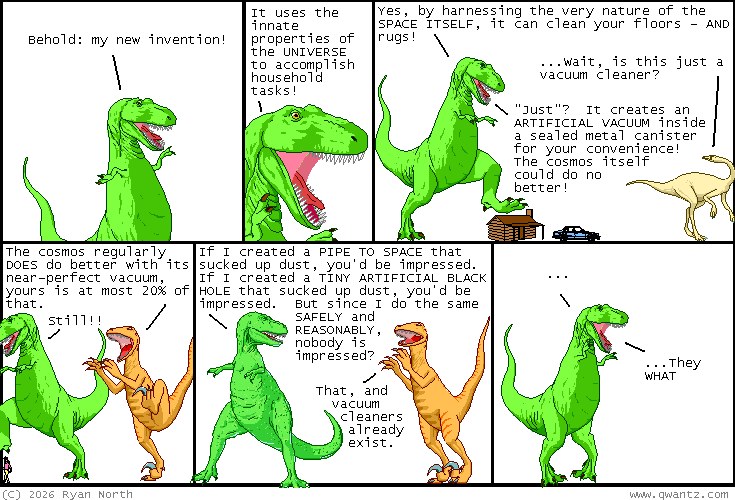 Behold: my new invention!
It uses the
innate
properties of
the UNIVERSE
to accomplish
household
tasks!
Yes, by harnessing the very nature of the
SPACE ITSELF, it can clean your floors – AND
rugs!
...Wait, is this just a
vacuum cleaner?
"Just"? It creates an
ARTIFICIAL VACUUM inside
a sealed metal canister
for your convenience!
The cosmos itself
could do no
better!
The cosmos regularly
DOES do better with its
near-perfect vacuum,
yours is at most 20% of
that.
Still!!
If I created a PIPE TO SPACE that
sucked up dust, you'd be impressed.
If I created a TINY ARTIFICIAL BLACK
HOLE that sucked up dust, you'd be
impressed. But since I do the same
SAFELY and
REASONABLY,
nobody is
impressed?
That, and
vacuum
cleaners
already
exist.
...
...They
WHAT
(C) 2026 Ryan North
www.qwantz.com